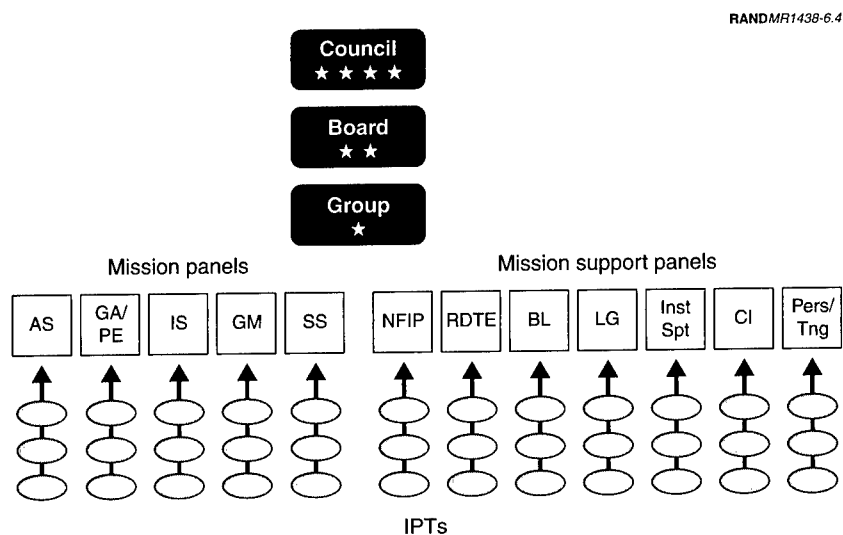 RANDMR1438-6.4
Council
★ ★ ★ ★
Board
★ ★
Group
★
Mission panels
Mission support panels
AS
GA/
PE
IS
GM
SS
NFIP
RDTE
BL
LG
Inst
Spt
CI
Pers/
Tng
IPTs